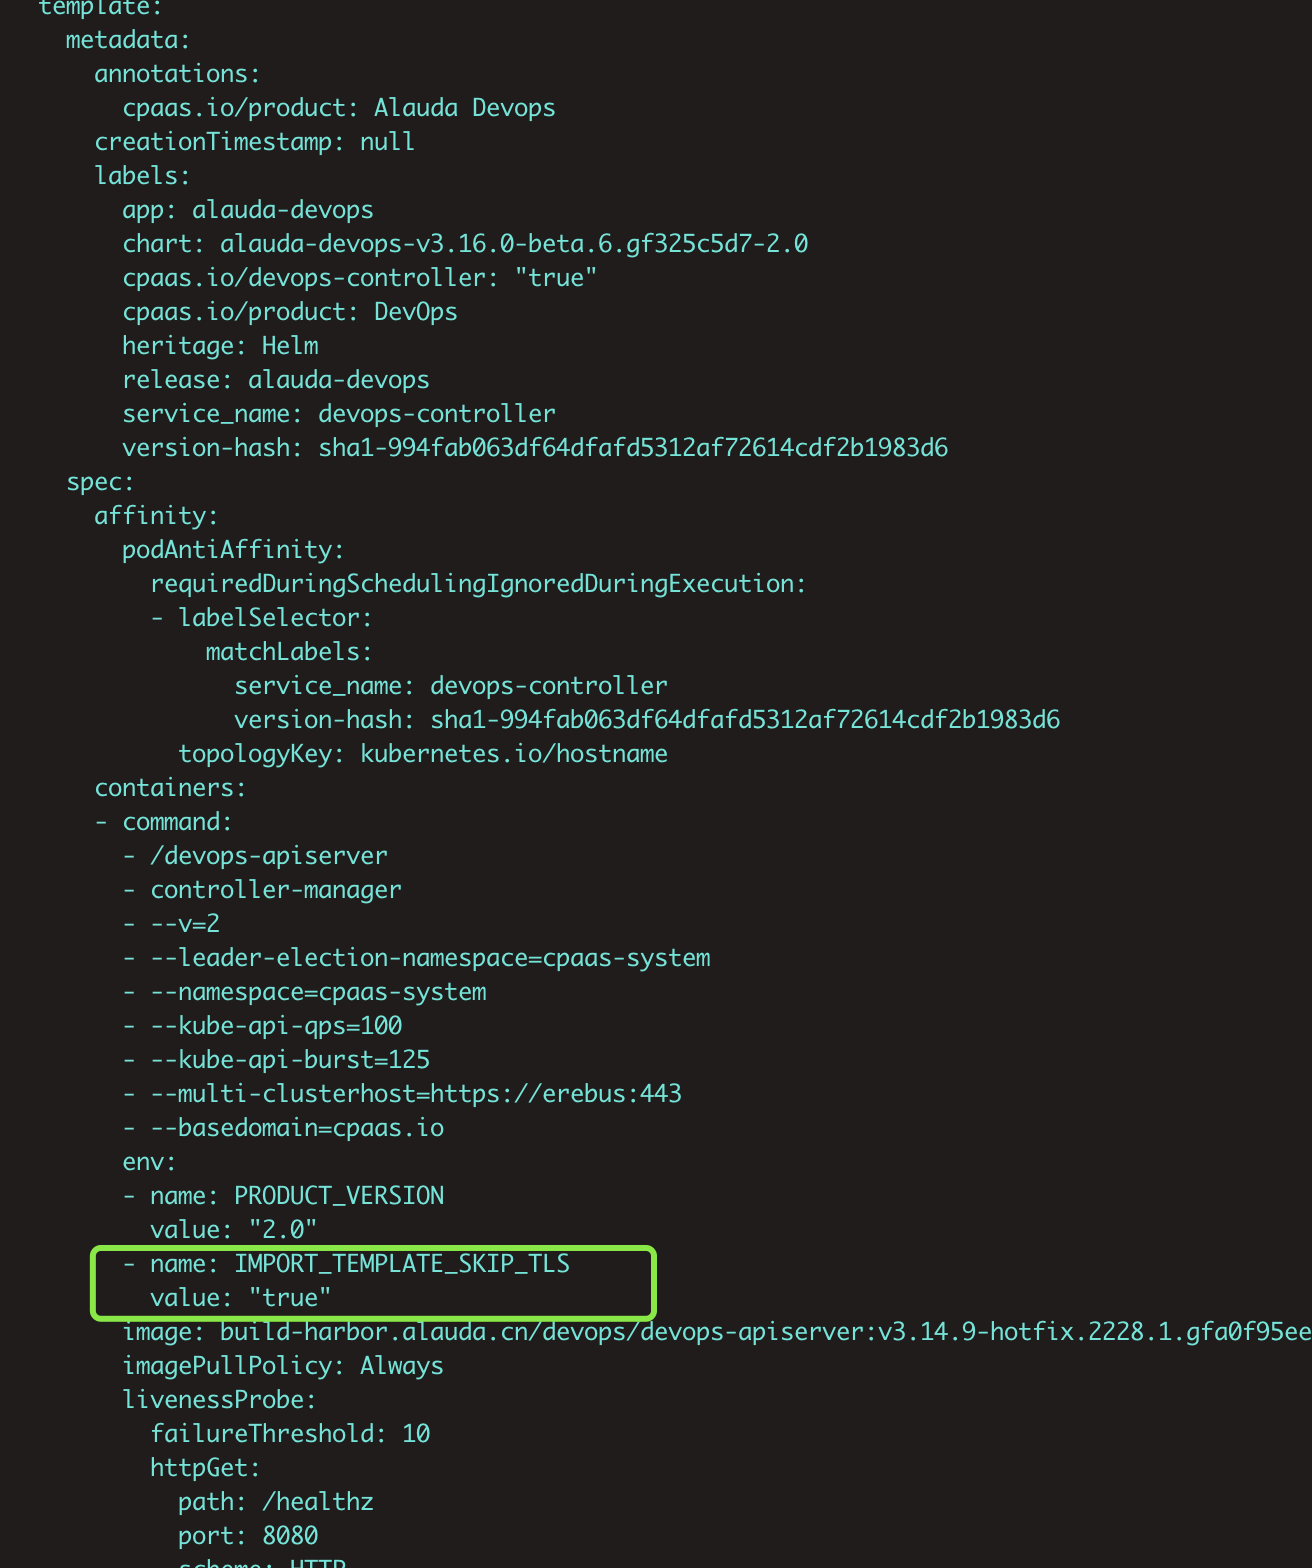 template:
metadata:
annotations:
cpaas.io/product: Alauda Devops
creationTimestamp: null
labels:
app: alauda-devops
chart: alauda-devops-v3.16.0-beta.6.gf325c5d7-2.0
cpaas.io/devops-controller: "true"
cpaas.io/product: DevOps
heritage: Helm
release: alauda-devops
service_name: devops-controller
version-hash: sha1-994fab063df64dfafd5312af72614cdf2b1983d6
spec:
affinity:
podAntiAffinity:
requiredDuringSchedulingIgnoredDuringExecution:
- labelSelector:
matchLabels:
service_name: devops-controller
version-hash: sha1-994fab063df64dfafd5312af72614cdf2b1983d6
topologyKey: kubernetes.io/hostname
containers:
- command:
- /devops-apiserver
- controller-manager
- --v=2
- --leader-election-namespace=cpaas-system
- --namespace=cpaas-system
- --kube-api-qps=100
- --kube-api-burst=125
- --multi-clusterhost=https://erebus:443
- --basedomain=cpaas.io
env:
- name: PRODUCT_VERSION
value: "2.0"
- name: IMPORT_TEMPLATE_SKIP_TLS
value: "true"
image: build-harbor.alauda.cn/devops/devops-apiserver:v3.14.9-hotfix.2228.1.gfa0f95ee
imagePullPolicy: Always
livenessProbe:
failureThreshold: 10
httpGet:
path: /healthz
port: 8080
scheme: HTTP